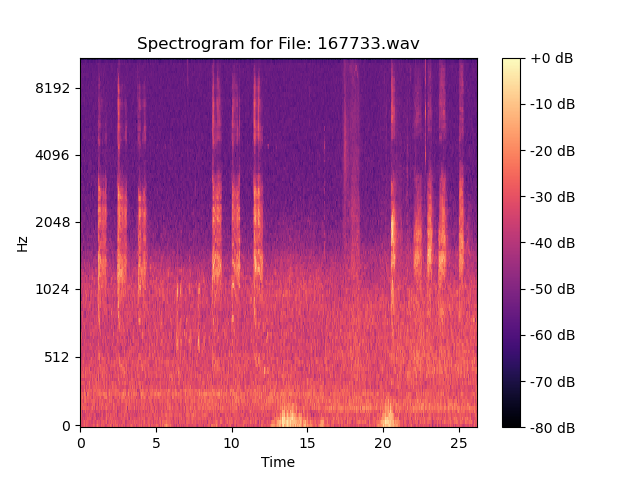 Spectrogram for File: 167733.wav
Hz
8192
4096
2048
1024
512
0
0 5 10 15 20 25
Time
+0 dB
-10 dB
-20 dB
-30 dB
-40 dB
-50 dB
-60 dB
-70 dB
-80 dB